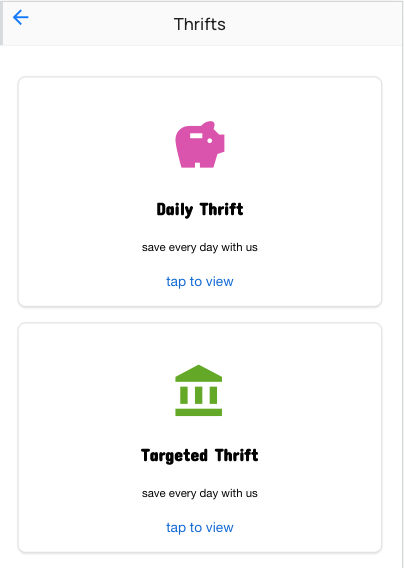 Thrifts
Daily Thrift
save every day with us
tap to view
Targeted Thrift
save every day with us
tap to view